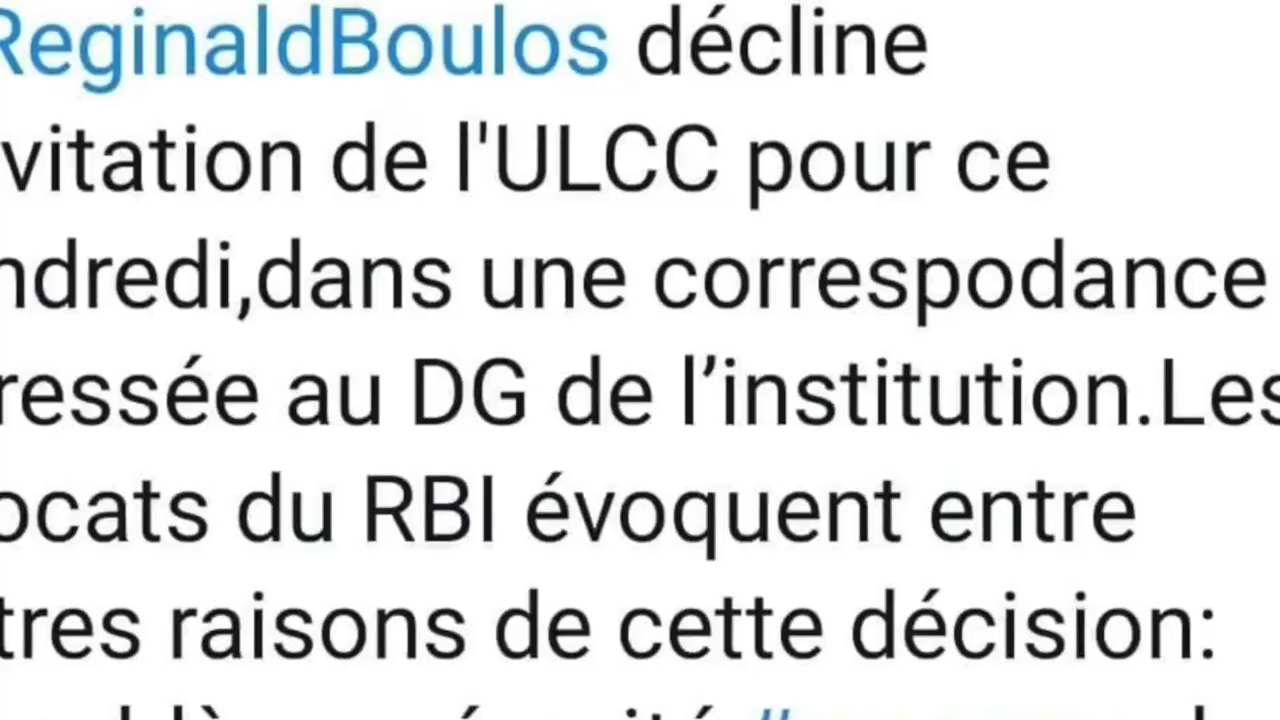 ReginaldBoulos décline
vitation de l'ULCC pour ce
ndredi,dans une correspodance
ressée au DG de l’institution.Les
ocats du RBI évoquent entre
tres raisons de cette décision: